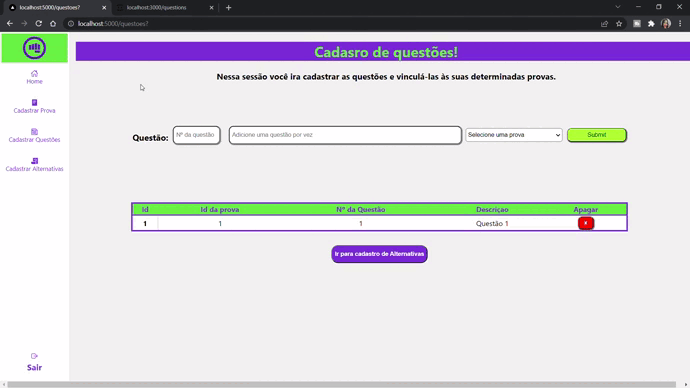 localhost:5000/questoes?
localhost:3000/questions
localhost:5000/questoes?
Cadasro de questões!
Nessa sessão você ira cadastrar as questões e vinculá-las às suas determinadas provas.
Home
Cadastrar Prova
Cadastrar Questões
Cadastrar Alternativas
Questão:
Nº da questão
Adicione uma questão por vez
Selecione uma prova
Submit
Id
Id da prova
Nº da Questão
Descriçao
Apagar
1
1
1
Questão 1
x
Ir para cadastro de Alternativas
Sair